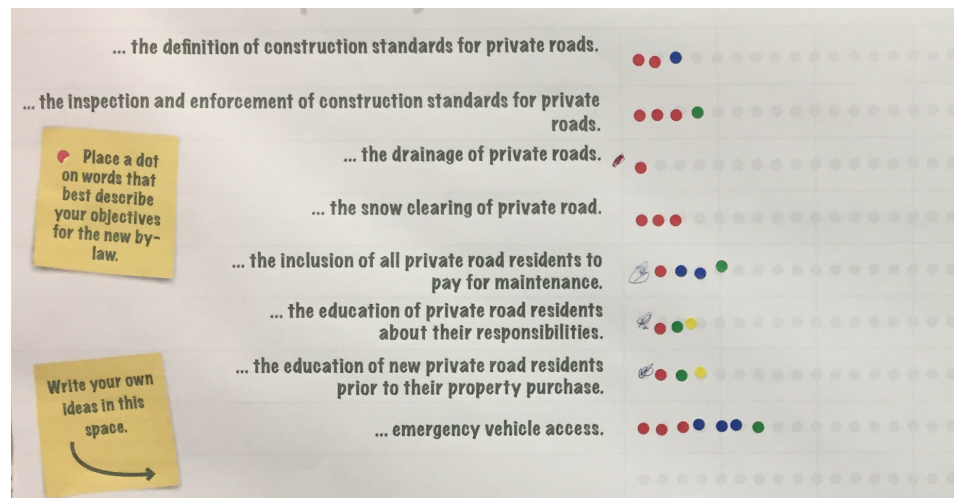 ... the definition of construction standards for private roads.
... the inspection and enforcement of construction standards for private
roads.
Place a dot
on words that
best describe
your objectives
for the new by-
law.
... the drainage of private roads.
... the snow clearing of private road.
... the inclusion of all private road residents to
pay for maintenance.
... the education of private road residents
about their responsibilities.
... the education of new private road residents
prior to their property purchase.
Write your own
ideas in this
space.
... emergency vehicle access.